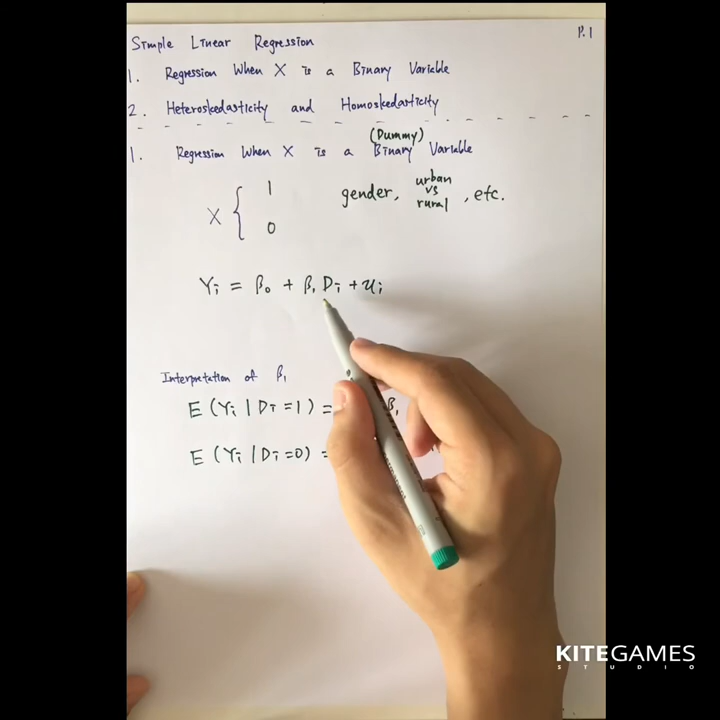 P.1
Simple Linear Regression
1. Regression When X is a Binary Variable
2. Heteroskedasticity and Homoskedasticity
(Dummy)
1. Regression When X is a Binary Variable
X { 1 0
gender, urban vs rural, etc.
Yi = β0 + β1 Di + ui
Interpretation of β1
E (Yi | Di = 1) = β1
E (Yi | Di = 0) =
KITEGAMES
STUDIO